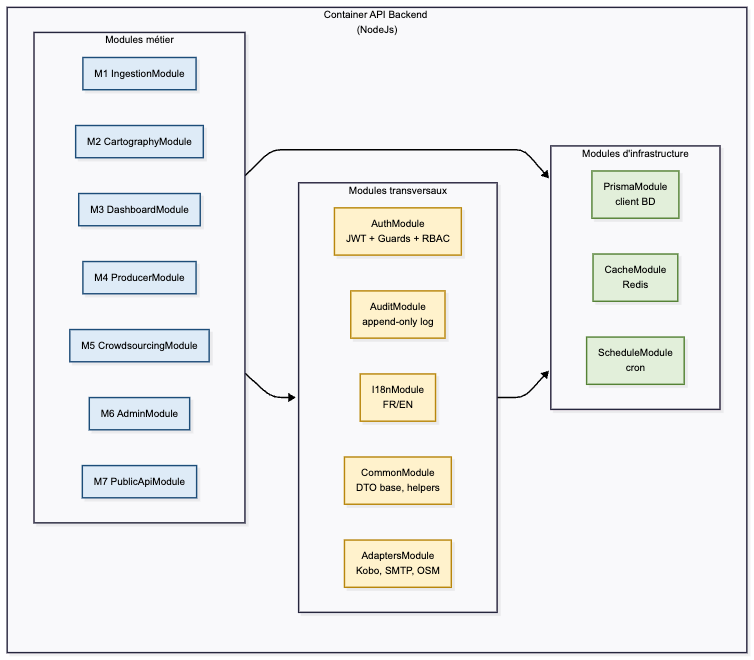 Container API Backend
(NodeJs)
Modules métier
M1 IngestionModule
M2 CartographyModule
M3 DashboardModule
M4 ProducerModule
M5 CrowdsourcingModule
M6 AdminModule
M7 PublicApiModule
Modules transversaux
AuthModule
JWT + Guards + RBAC
AuditModule
append-only log
I18nModule
FR/EN
CommonModule
DTO base, helpers
AdaptersModule
Kobo, SMTP, OSM
Modules d'infrastructure
PrismaModule
client BD
CacheModule
Redis
ScheduleModule
cron